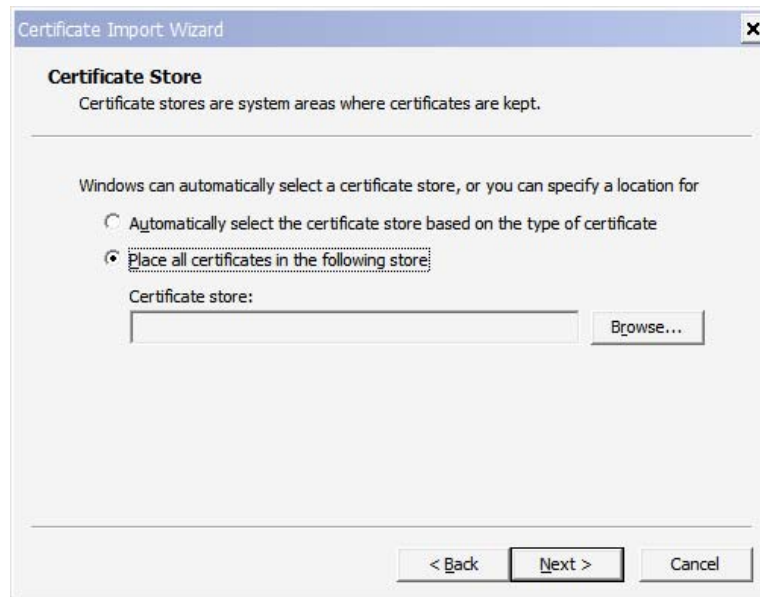 Certificate Import Wizard
Certificate Store
Certificate stores are system areas where certificates are kept.
Windows can automatically select a certificate store, or you can specify a location for
Automatically select the certificate store based on the type of certificate
Place all certificates in the following store
Certificate store:
Browse...
< Back Next > Cancel